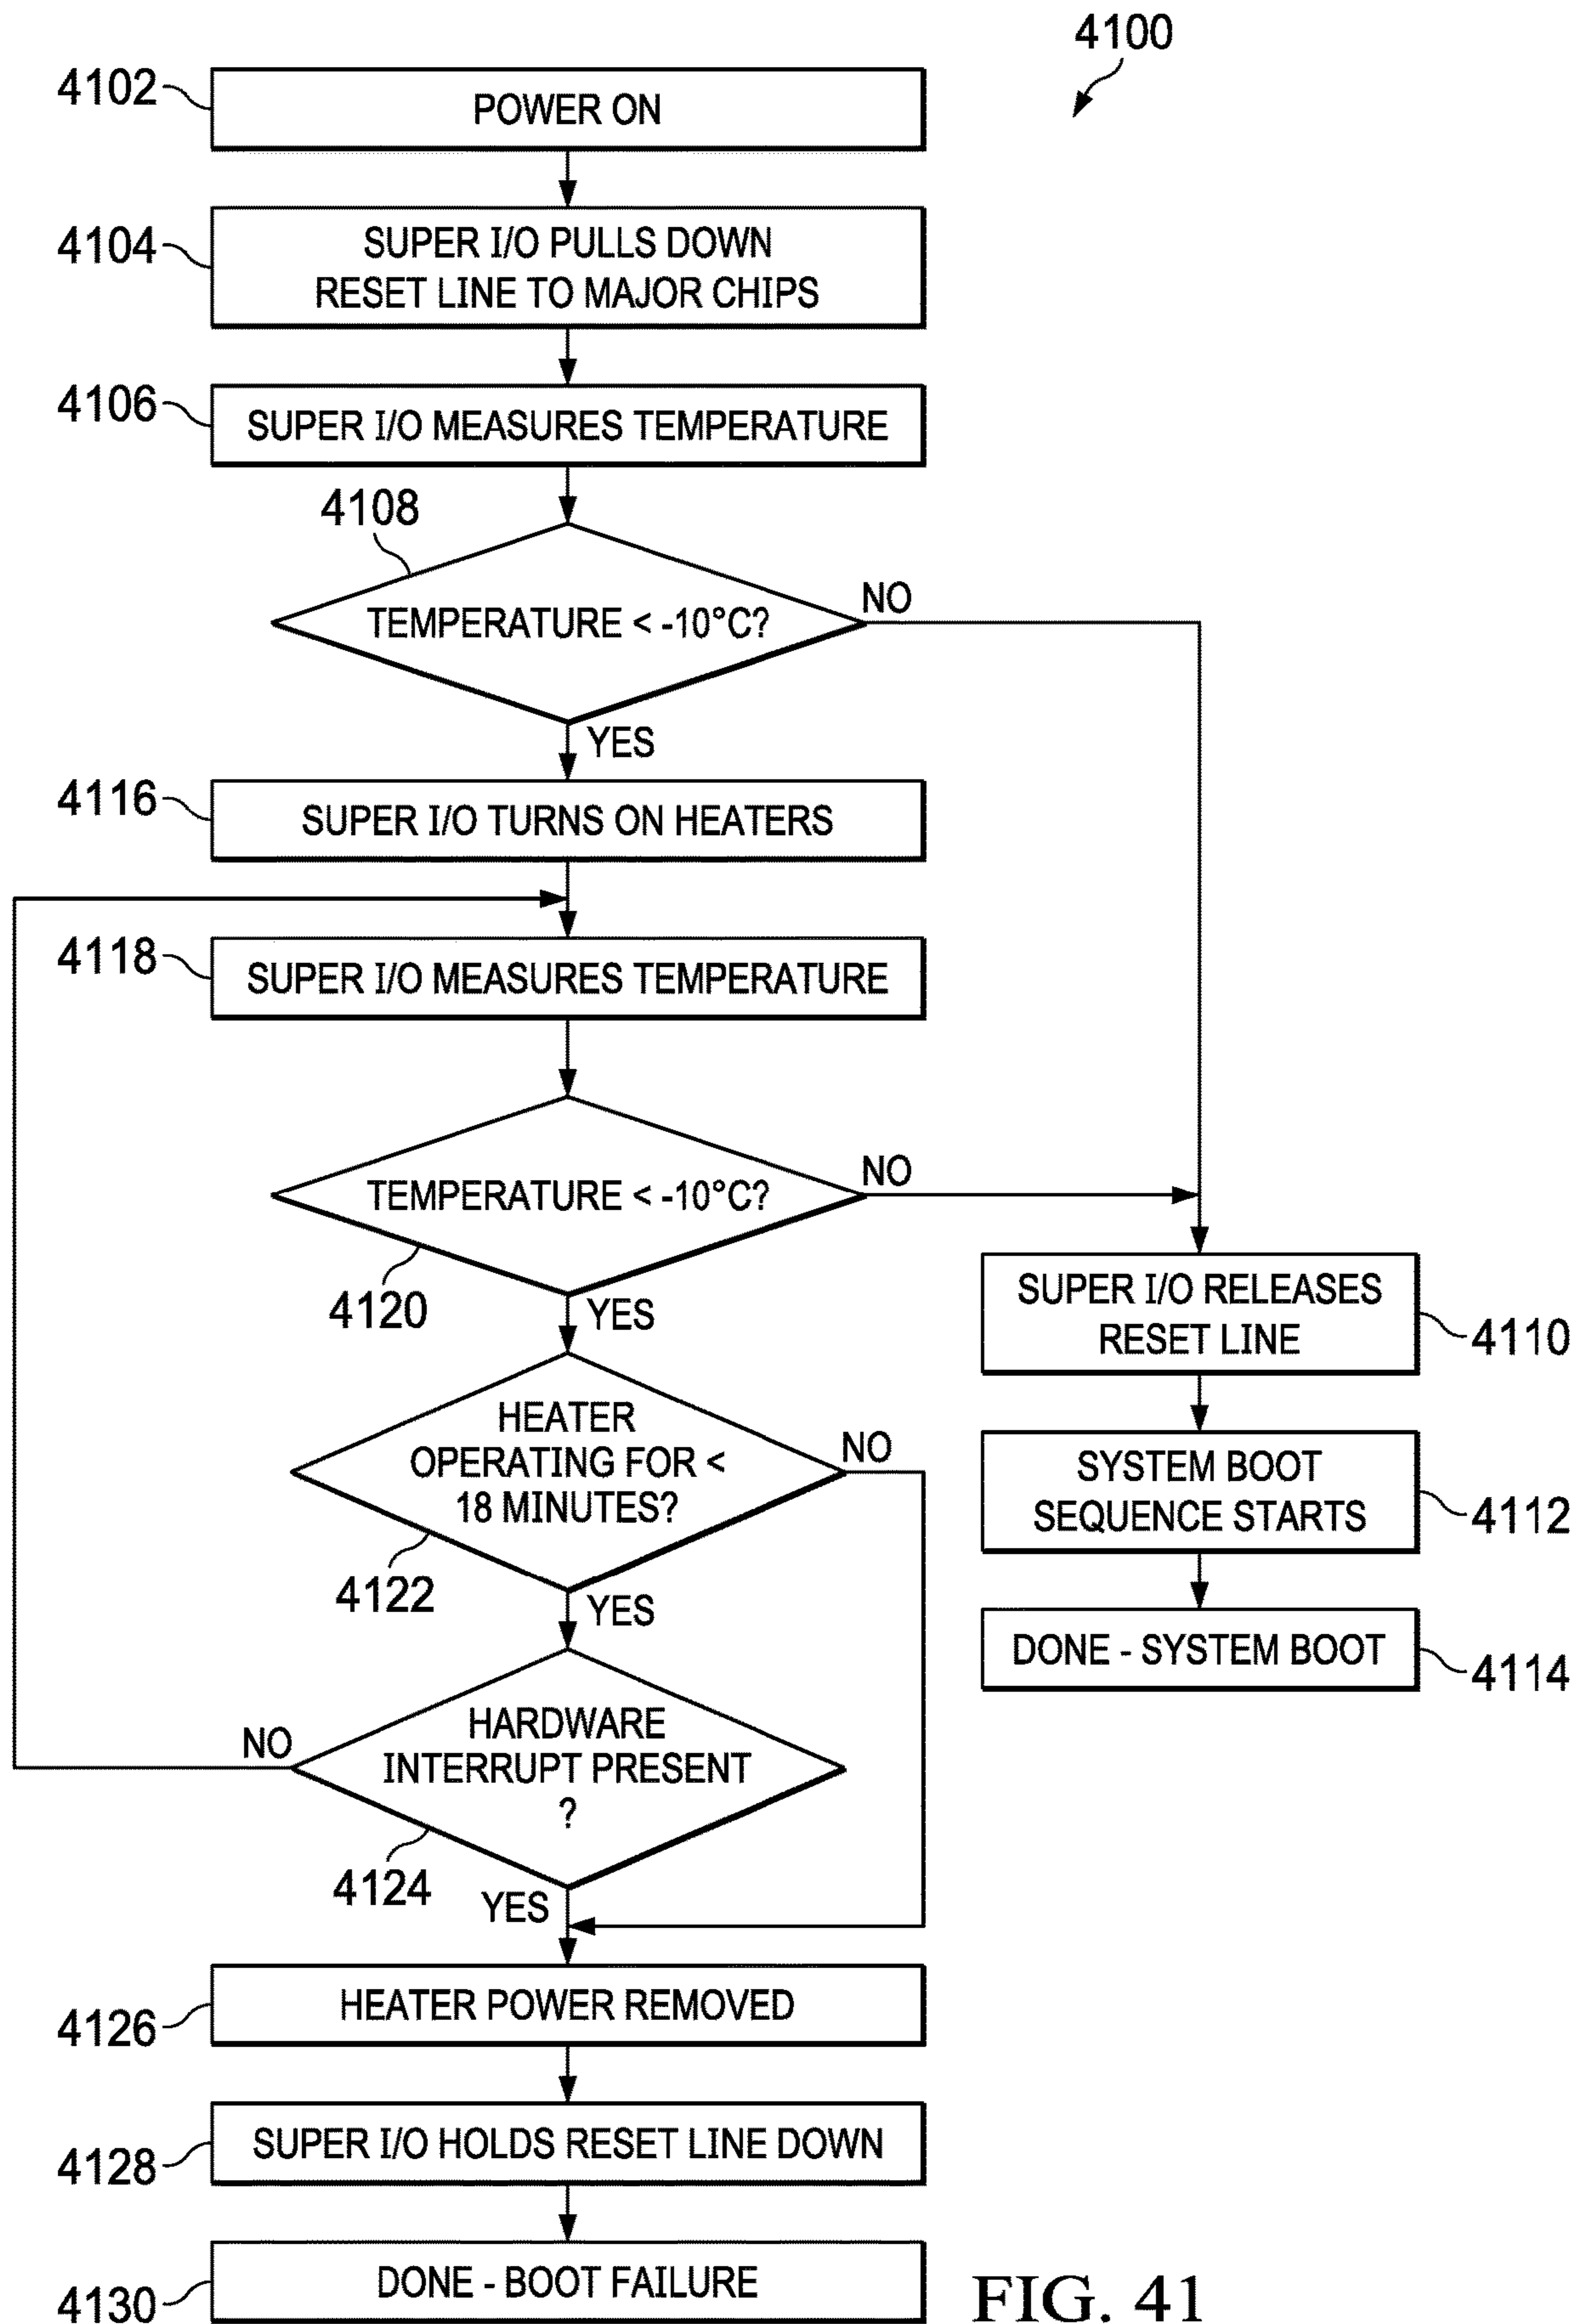 4100
4102
POWER ON
4104
SUPER I/O PULLS DOWN
RESET LINE TO MAJOR CHIPS
4106
SUPER I/O MEASURES TEMPERATURE
4108
TEMPERATURE < -10°C?
NO
YES
4116
SUPER I/O TURNS ON HEATERS
4118
SUPER I/O MEASURES TEMPERATURE
TEMPERATURE < -10°C?
NO
4120
YES
SUPER I/O RELEASES
RESET LINE
4110
HEATER
OPERATING FOR <
18 MINUTES?
NO
4122
YES
SYSTEM BOOT
SEQUENCE STARTS
4112
DONE - SYSTEM BOOT
4114
HARDWARE
INTERRUPT PRESENT
?
NO
4124
YES
4126
HEATER POWER REMOVED
4128
SUPER I/O HOLDS RESET LINE DOWN
4130
DONE - BOOT FAILURE
FIG. 41